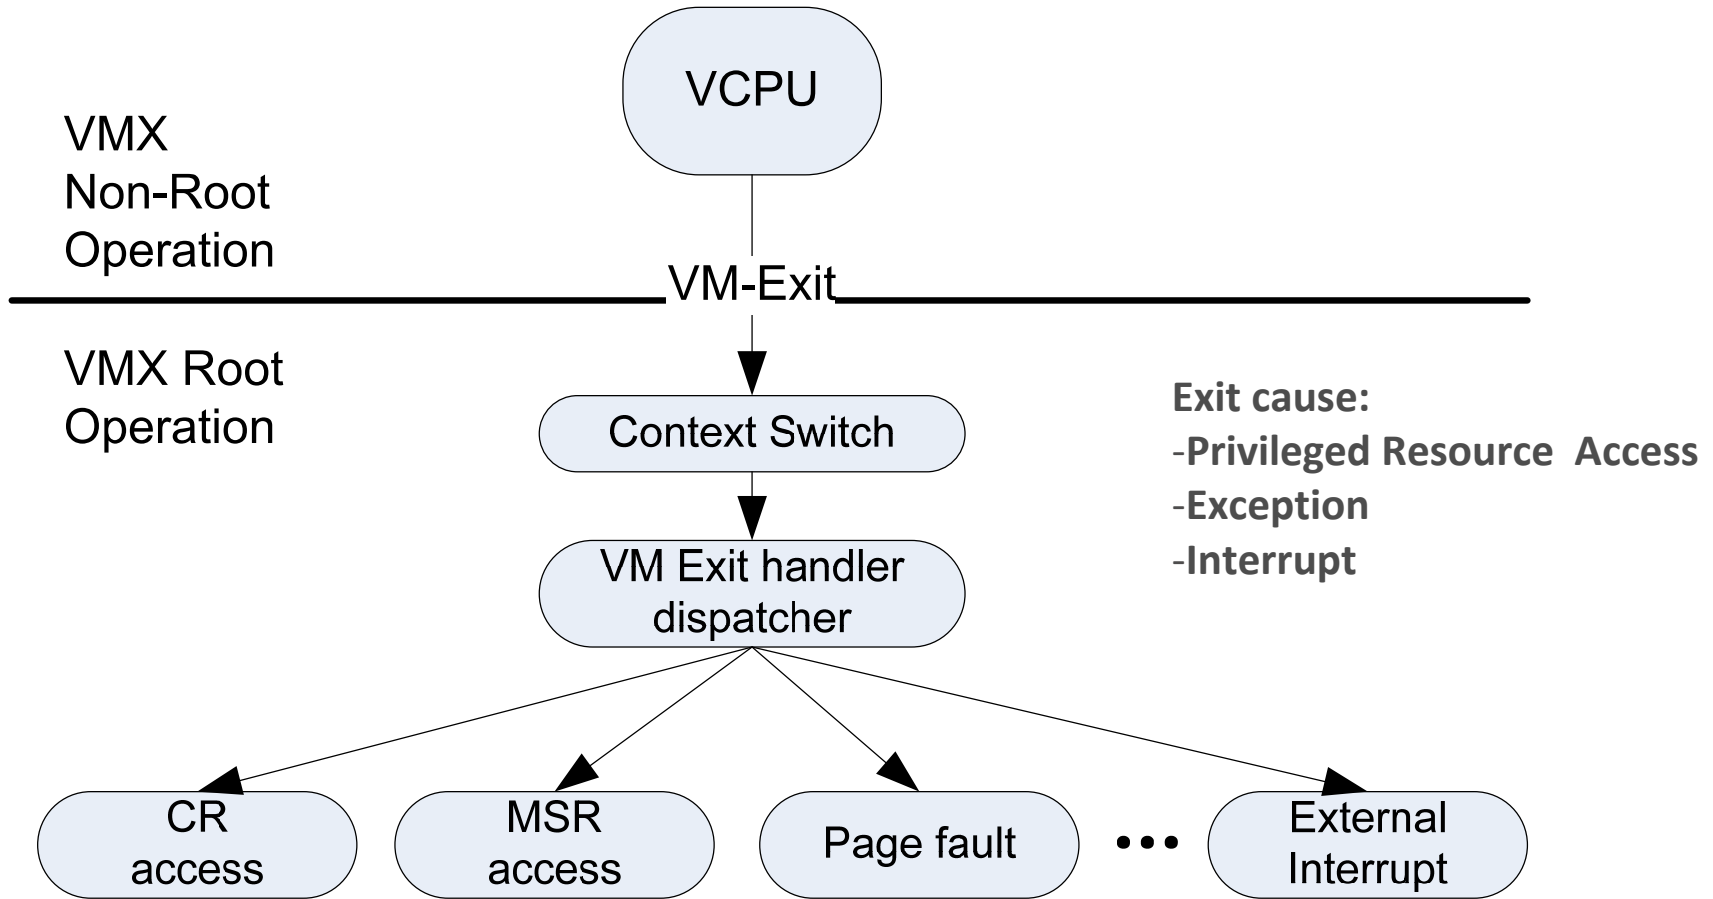 VCPU
VMX
Non-Root
Operation
VM-Exit
VMX Root
Operation
Exit cause:
-Privileged Resource  Access
-Exception
-Interrupt
Context Switch
VM Exit handler
dispatcher
CR
access
MSR
access
Page fault
•••
External
Interrupt